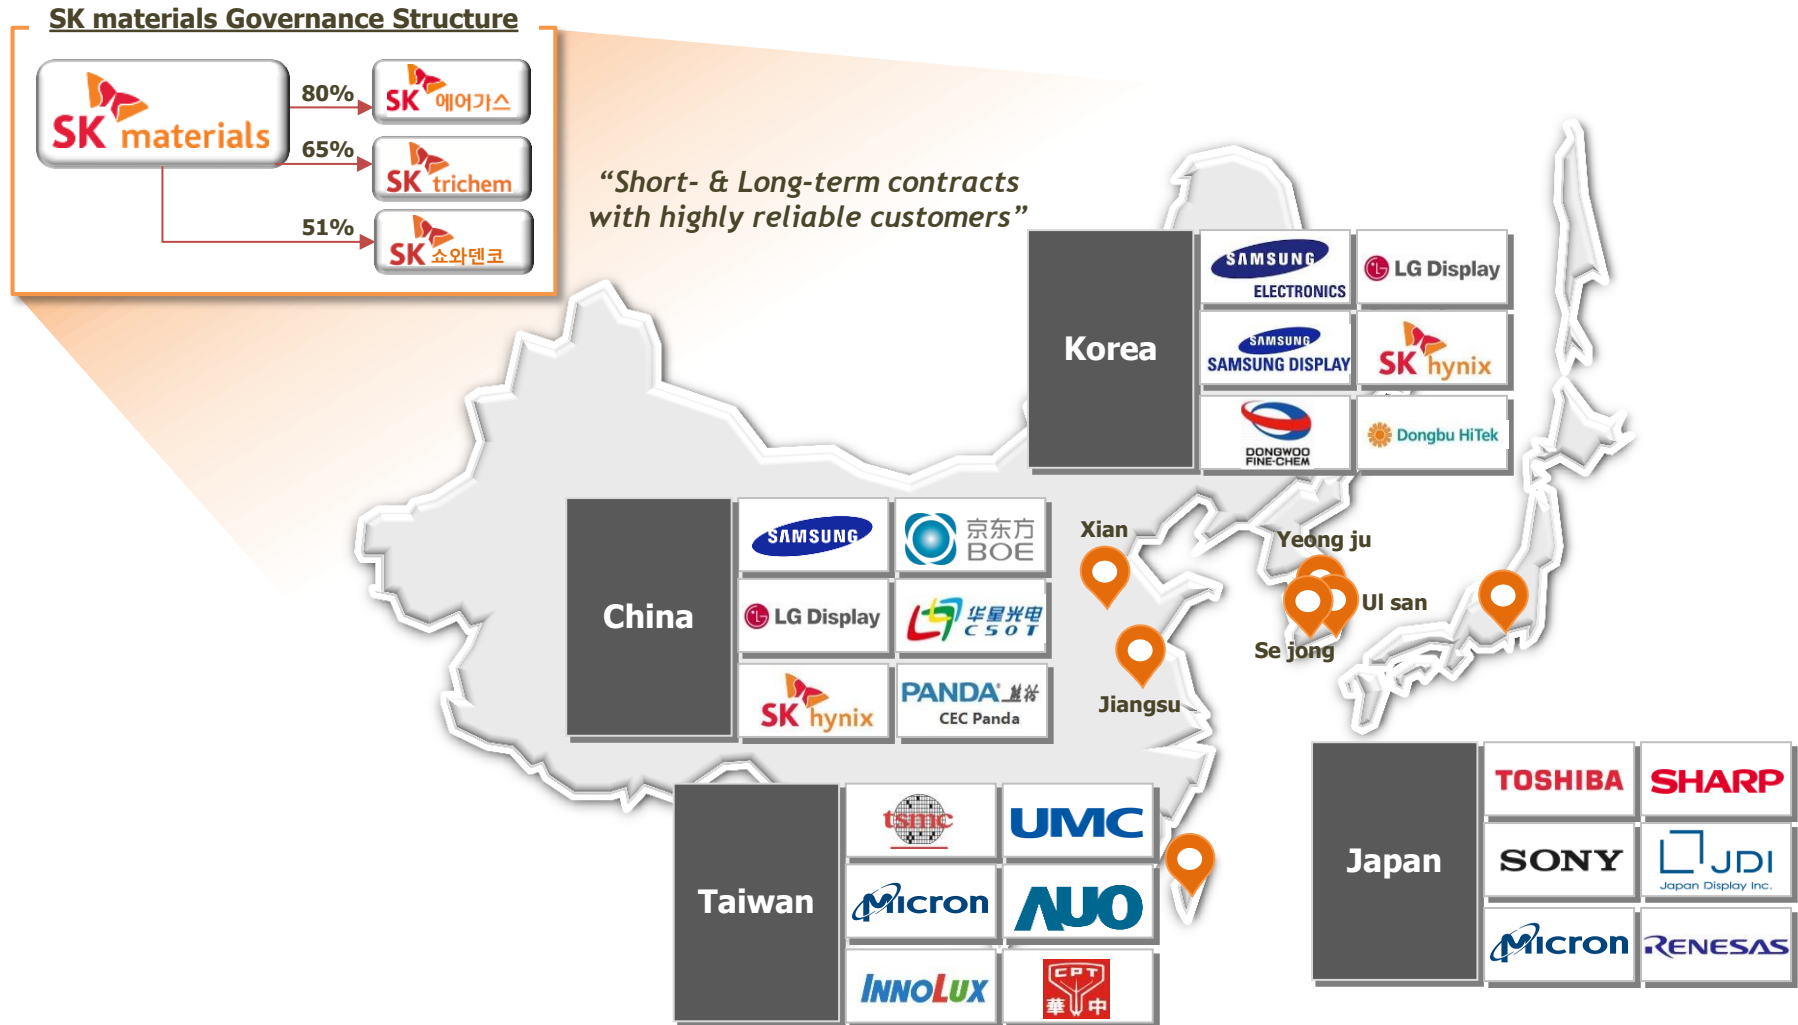 SK materials Governance Structure
SK materials
80%
SK 에어가스
65%
SK trichem
51%
SK 쇼와덴코
“Short- & Long-term contracts
with highly reliable customers”
Korea
SAMSUNG
ELECTRONICS
LG Display
SAMSUNG
SAMSUNG DISPLAY
SK hynix
DONGWOO
FINE-CHEM
Dongbu HiTek
China
SAMSUNG
京东方
BOE
LG Display
华星光电
CSOT
SK hynix
PANDA
CEC Panda
Xian
Jiangsu
Yeong ju
Ul san
Se jong
Taiwan
tsmc
UMC
Micron
AUO
INNOLUX
CPT
華 中
Japan
TOSHIBA
SHARP
SONY
JDI
Japan Display Inc.
Micron
RENESAS